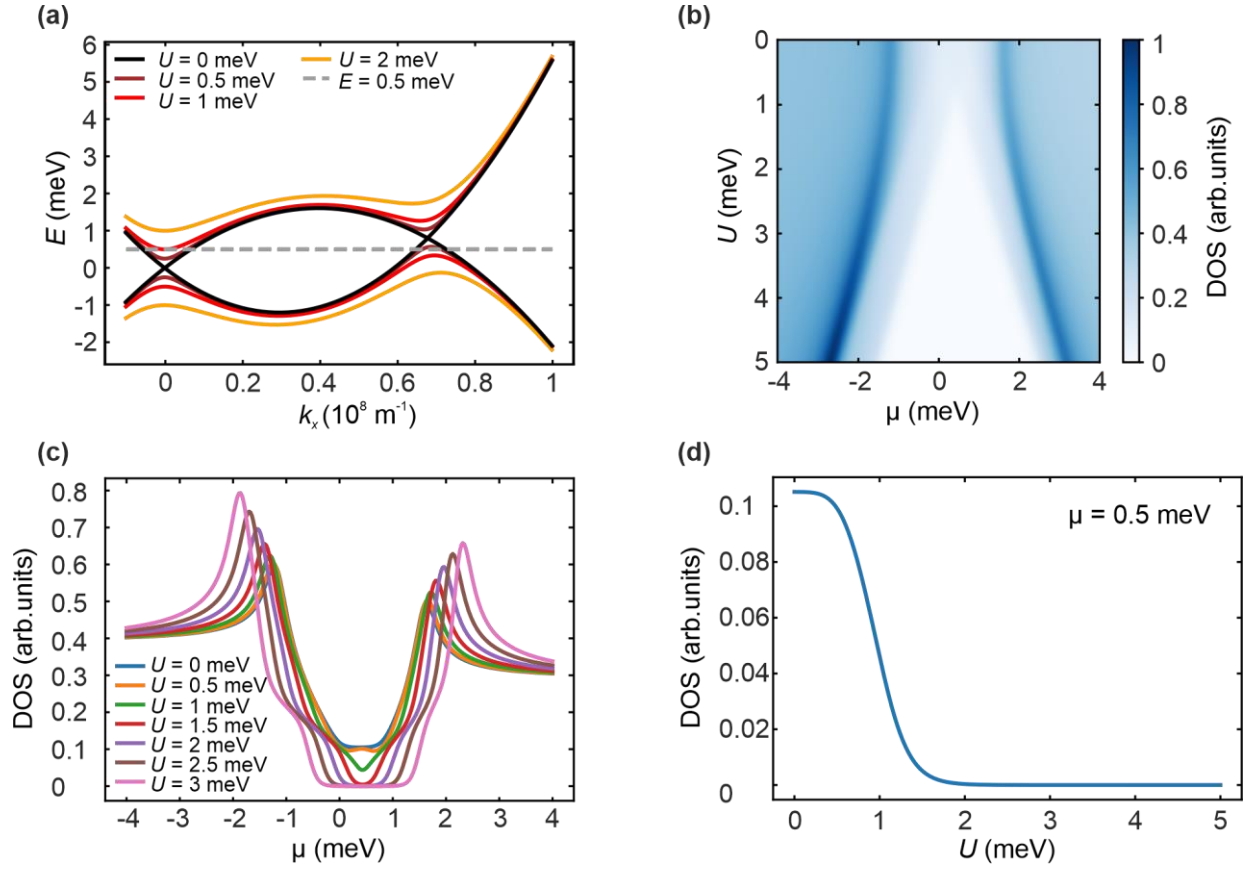 (a)
6
5
4
3
2
1
0
-1
-2
E (meV)
U = 0 meV
U = 0.5 meV
U = 1 meV
U = 2 meV
E = 0.5 meV
0 0.2 0.4 0.6 0.8 1
kₓ (10⁸ m⁻¹)
(b)
0
1
2
3
4
5
U (meV)
-4 -2 0 2 4
μ (meV)
1
0.8
0.6
0.4
0.2
0
DOS (arb.units)
(c)
0.8
0.7
0.6
0.5
0.4
0.3
0.2
0.1
0
DOS (arb.units)
U = 0 meV
U = 0.5 meV
U = 1 meV
U = 1.5 meV
U = 2 meV
U = 2.5 meV
U = 3 meV
-4 -3 -2 -1 0 1 2 3 4
μ (meV)
(d)
μ = 0.5 meV
0.1
0.08
0.06
0.04
0.02
0
DOS (arb.units)
0 1 2 3 4 5
U (meV)